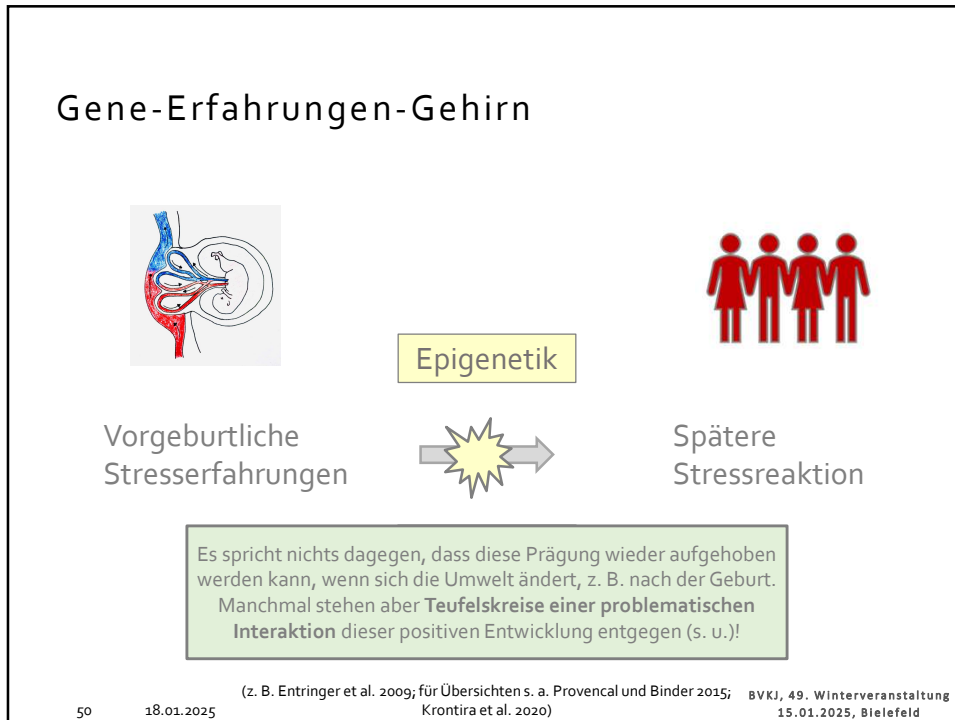 Gene-Erfahrungen-Gehirn
Epigenetik
Vorgeburtliche
Stresserfahrungen
Spätere
Stressreaktion
Es spricht nichts dagegen, dass diese Prägung wieder aufgehoben
werden kann, wenn sich die Umwelt ändert, z. B. nach der Geburt.
Manchmal stehen aber Teufelskreise einer problematischen
Interaktion dieser positiven Entwicklung entgegen (s. u.)!
(z. B. Entringer et al. 2009; für Übersichten s. a. Provencal und Binder 2015;
Krontira et al. 2020)
50 18.01.2025
BVKJ, 49. Winterveranstaltung
15.01.2025, Bielefeld